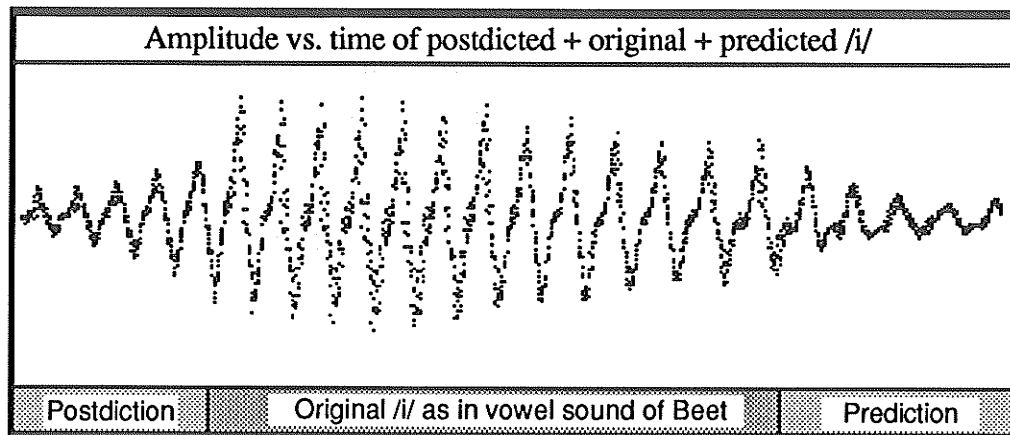 Amplitude vs. time of postdicted + original + predicted /i/
Postdiction
Original /i/ as in vowel sound of Beet
Prediction